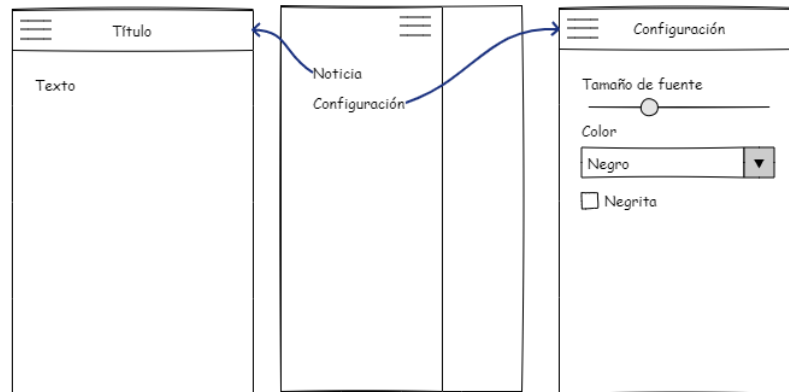 Título
Texto
Noticia
Configuración
Configuración
Tamaño de fuente
Color
Negro
Negrita